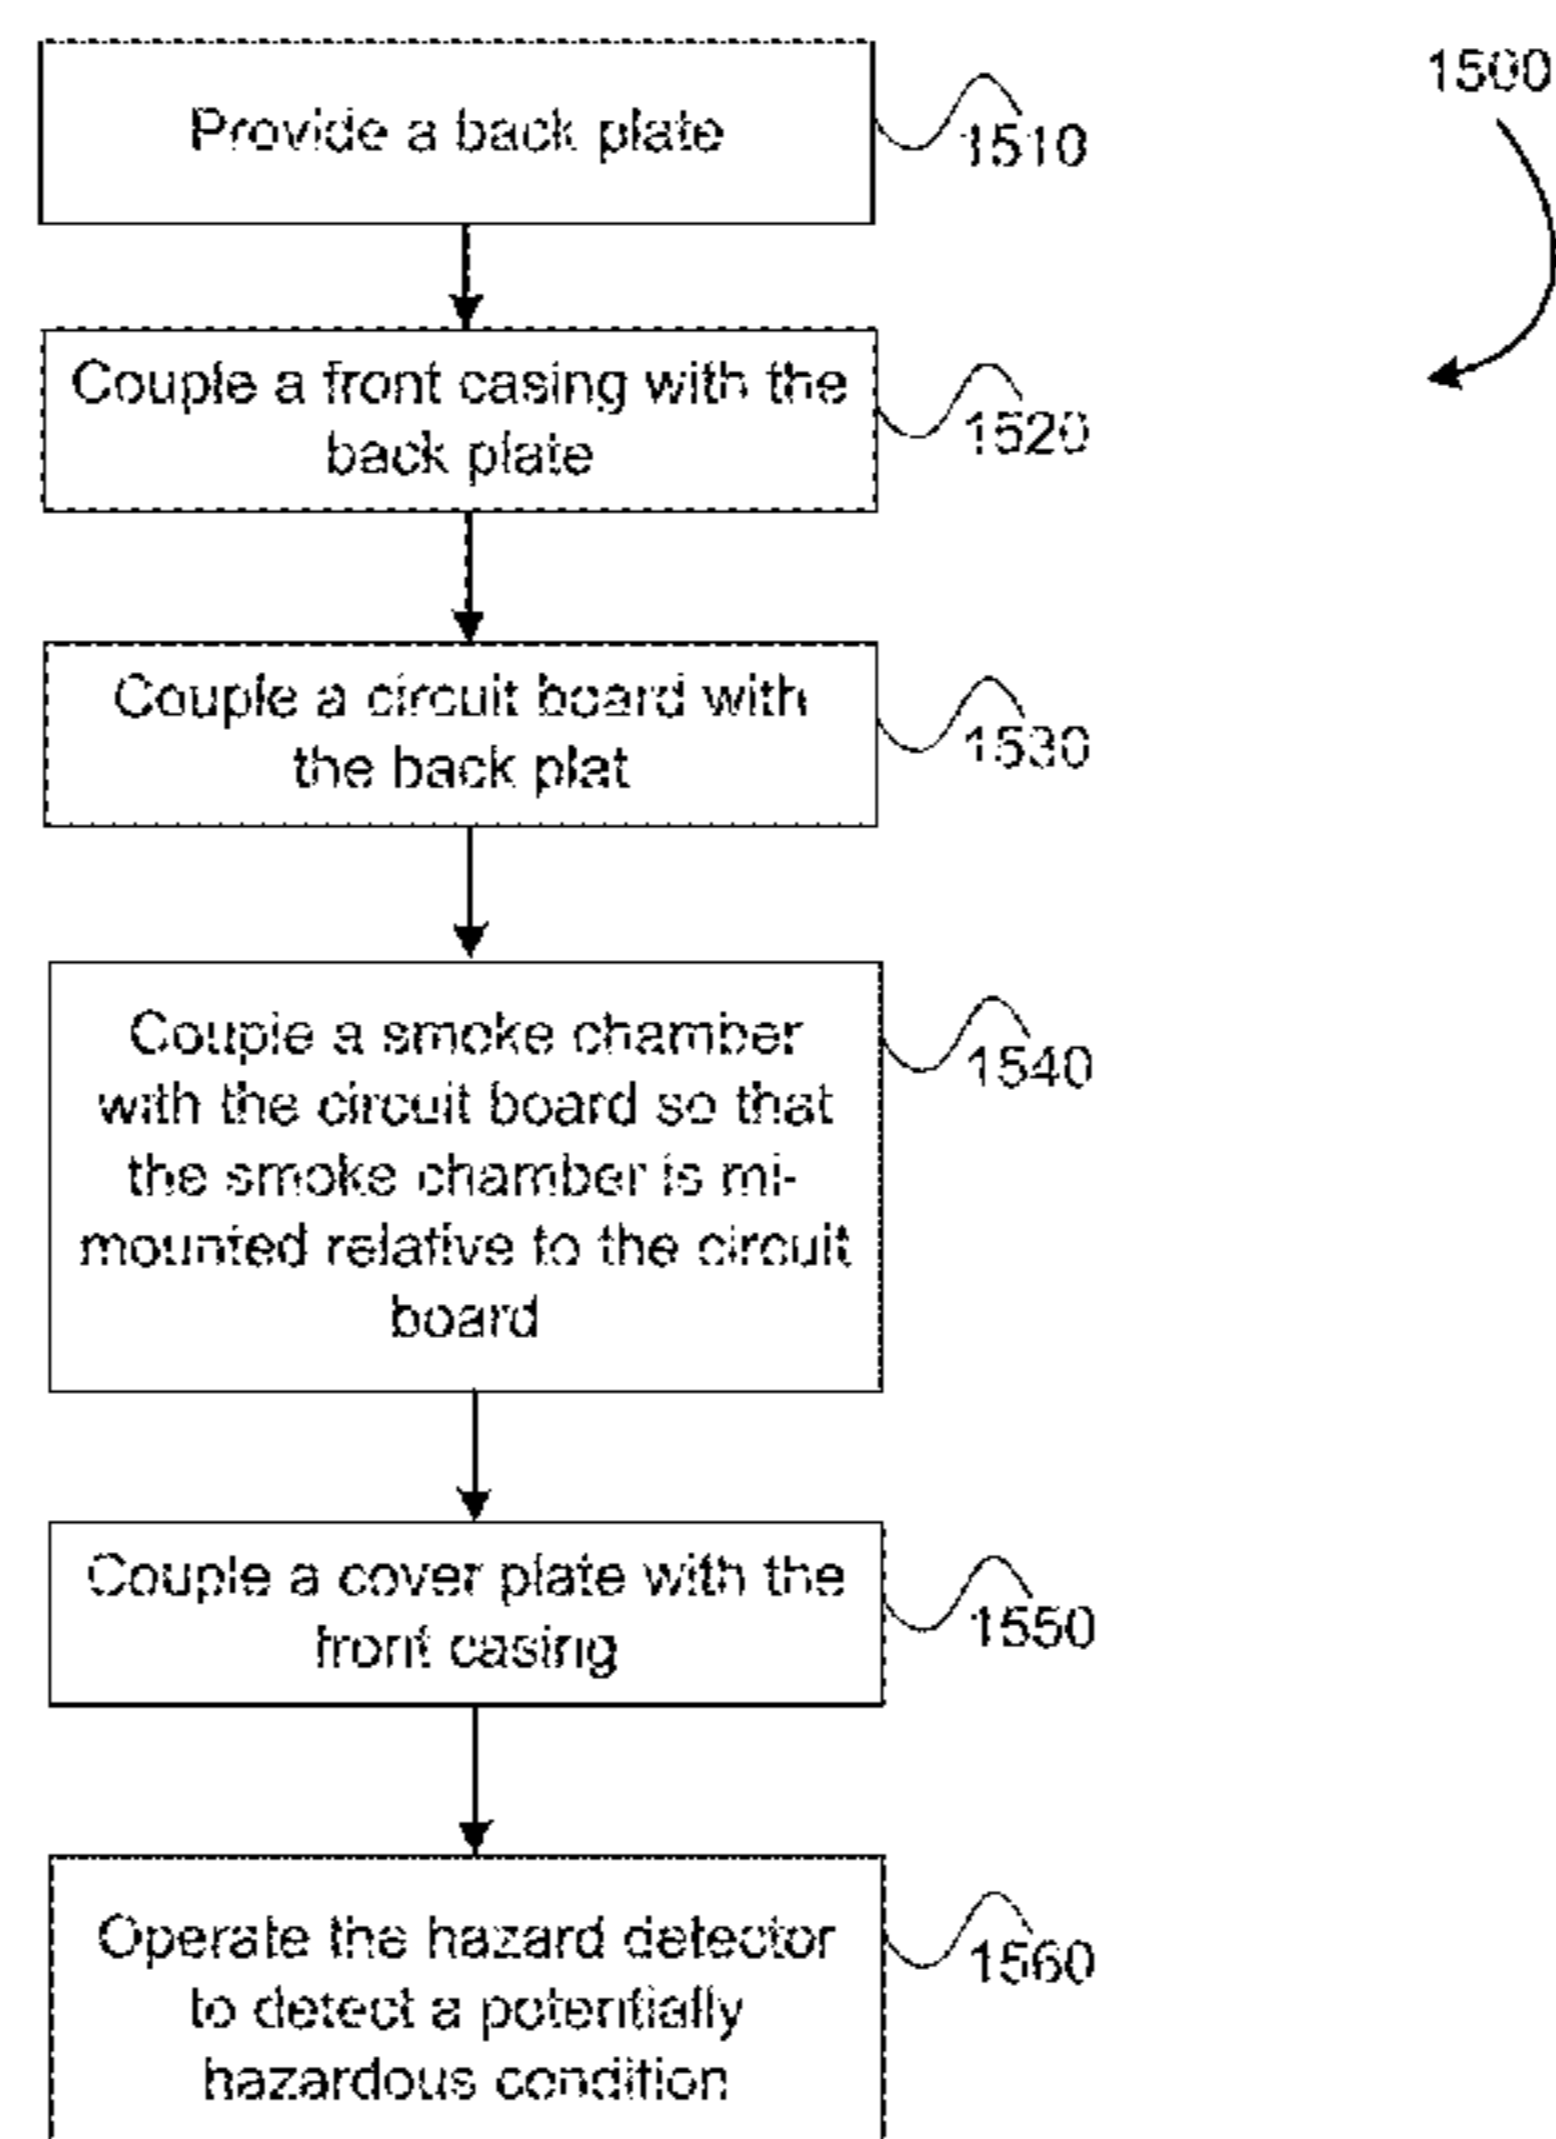 1500
Provide a back plate
1510
Couple a front casing with the
back plate
1520
Couple a circuit board with
the back plat
1530
Couple a smoke chamber
with the circuit board so that
the smoke chamber is mi-
mounted relative to the circuit
board
1540
Couple a cover plate with the
front casing
1550
Operate the hazard detector
to detect a potentially
hazardous condition
1560